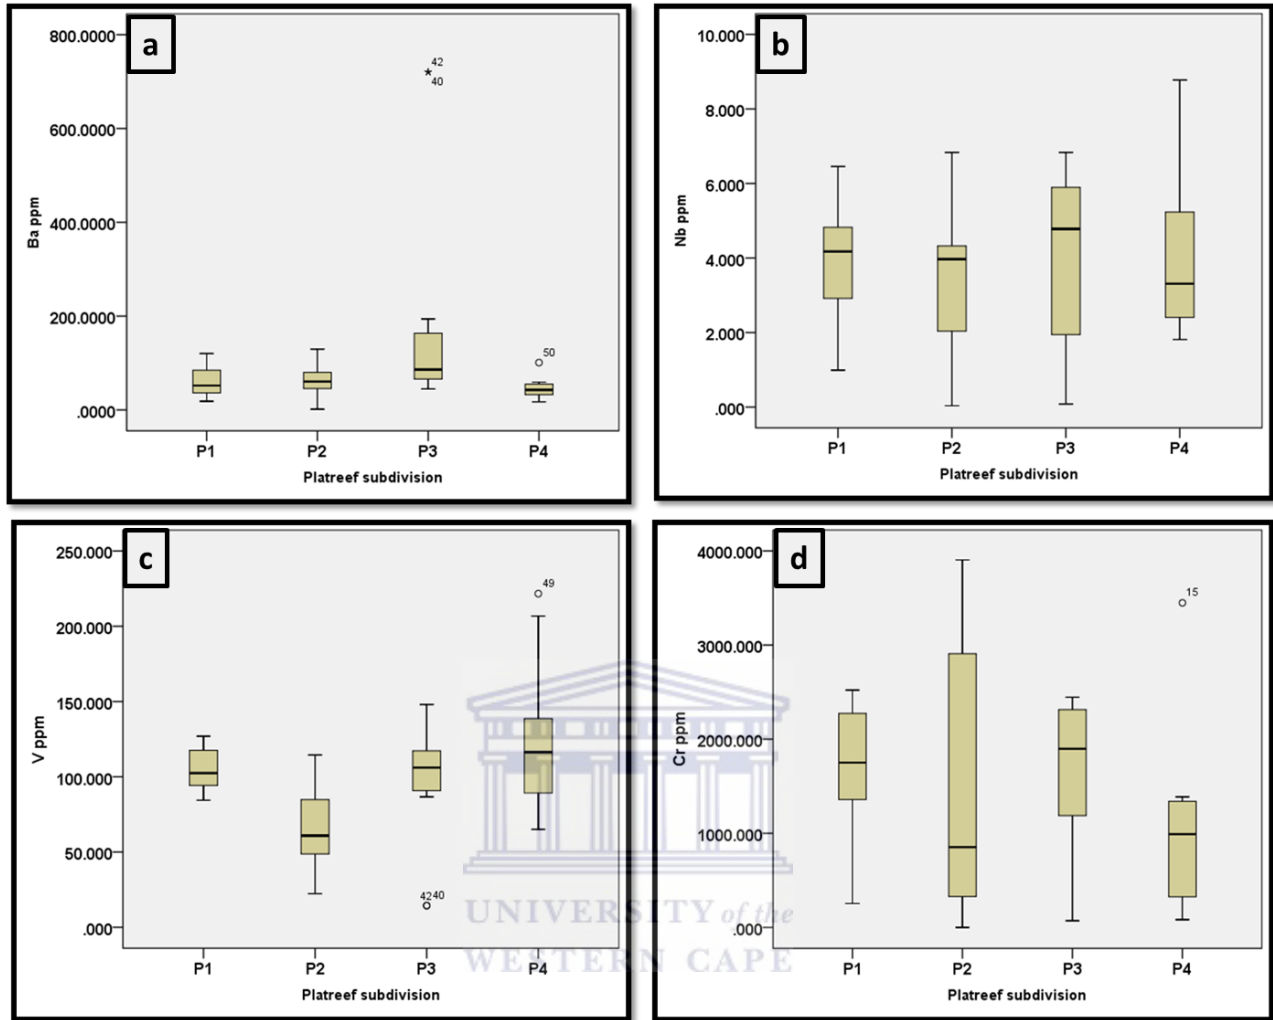 a
800.0000
600.0000
400.0000
200.0000
.0000
Ba ppm
42
40
50
P1 P2 P3 P4
Platreef subdivision
b
10.000
8.000
6.000
4.000
2.000
.000
Nb ppm
P1 P2 P3 P4
Platreef subdivision
c
250.000
200.000
150.000
100.000
50.000
.000
V ppm
49
4240
P1 P2 P3 P4
Platreef subdivision
d
4000.000
3000.000
2000.000
1000.000
.000
Cr ppm
15
P1 P2 P3 P4
Platreef subdivision
UNIVERSITY of the
WESTERN CAPE